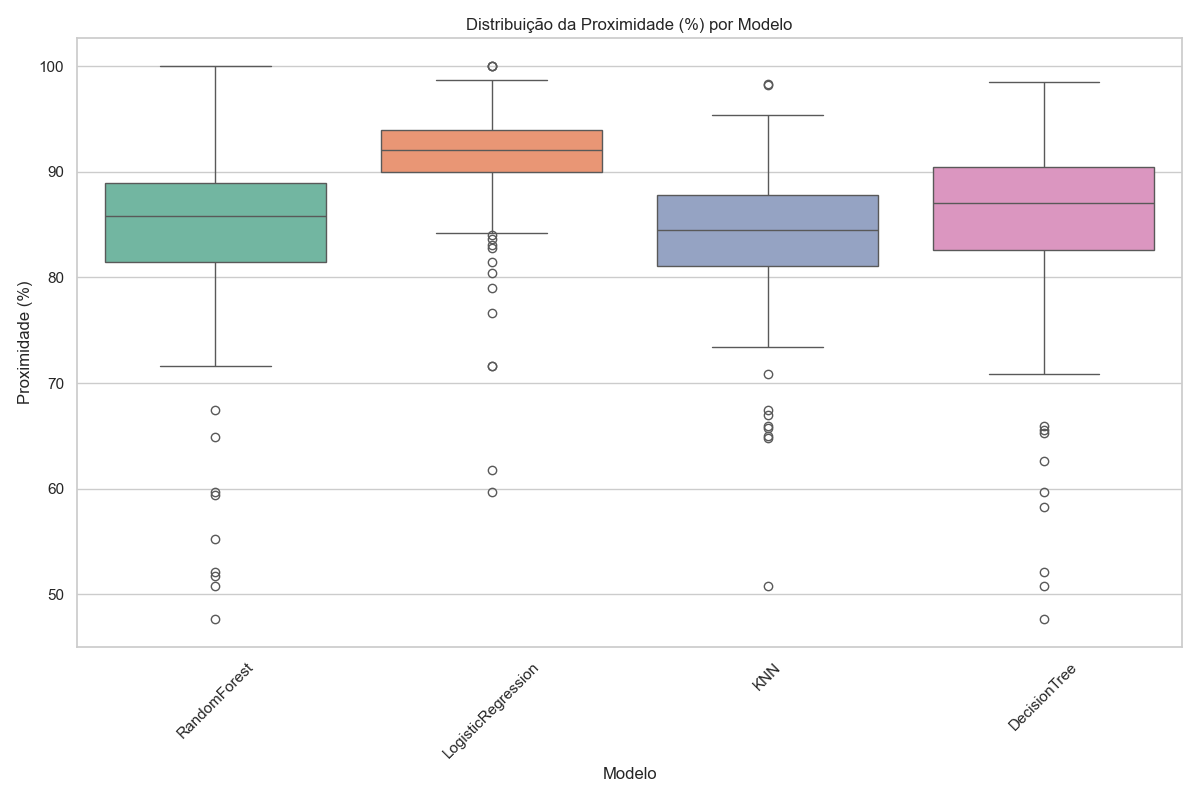 Distribuição da Proximidade (%) por Modelo
Proximidade (%)
100
90
80
70
60
50
RandomForest
LogisticRegression
KNN
DecisionTree
Modelo